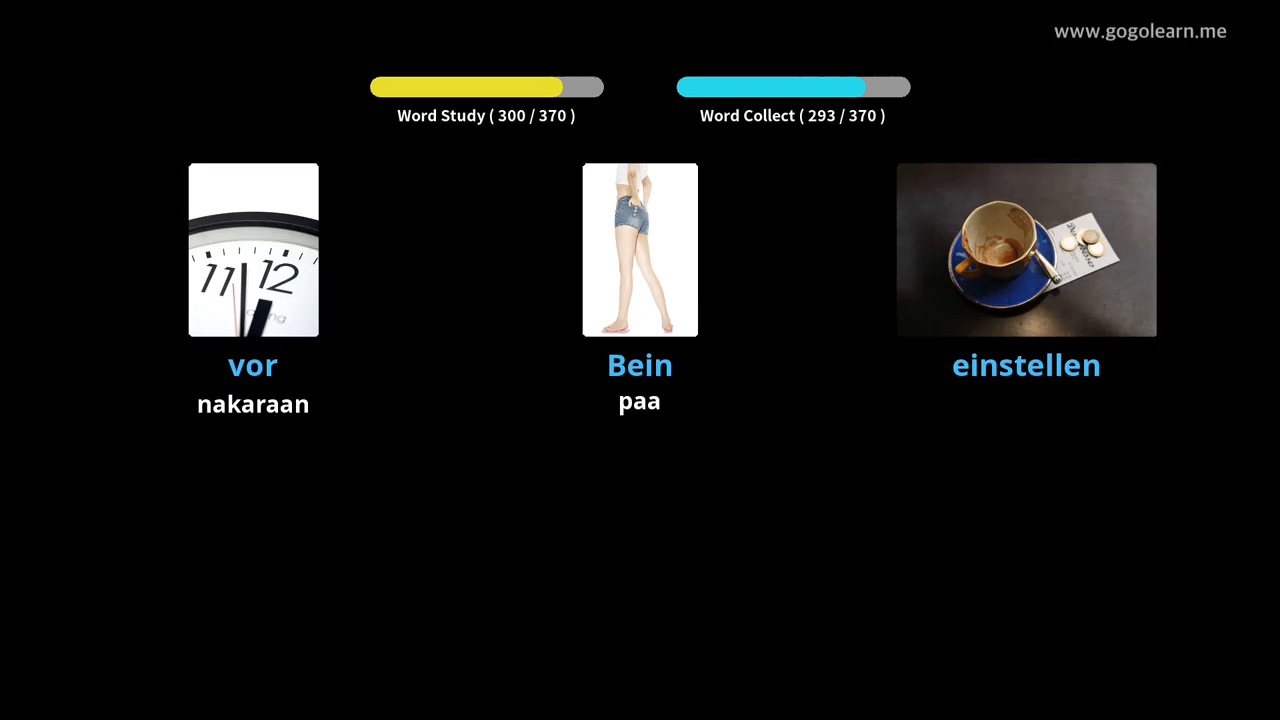 www.gogolearn.me
Word Study ( 300 / 370 )
Word Collect ( 293 / 370 )
11 12
vor
Bein
einstellen
nakaraan
paa